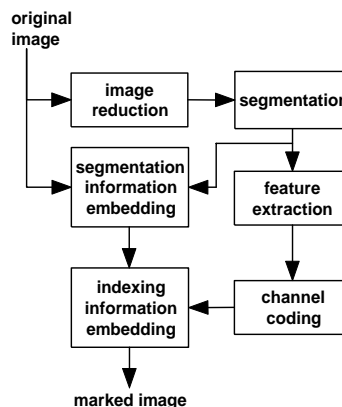 original
image
image
reduction
segmentation
segmentation
information
embedding
feature
extraction
indexing
information
embedding
channel
coding
marked image